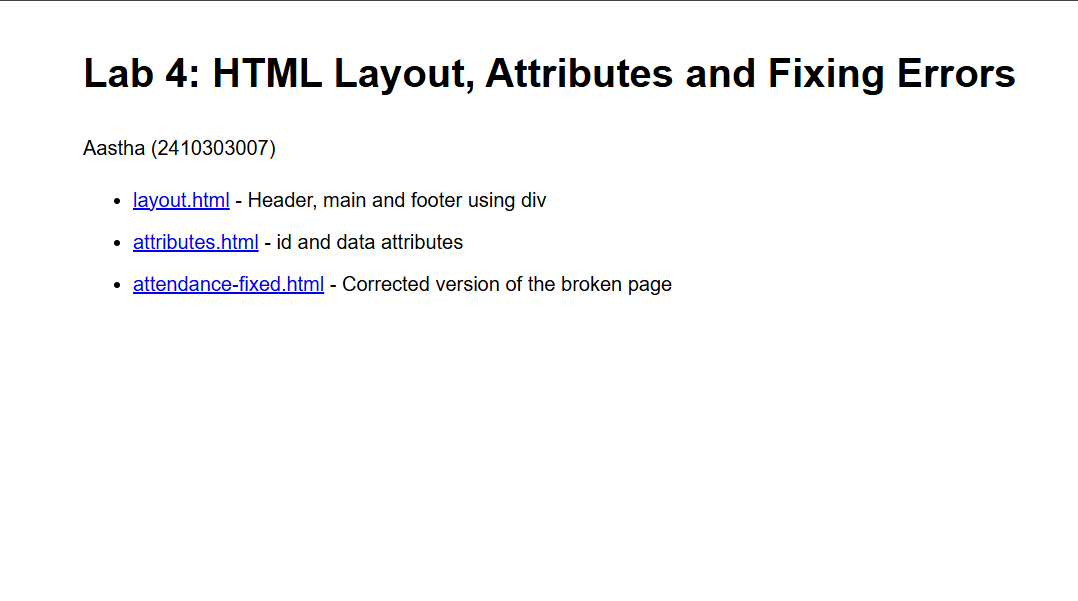 Lab 4: HTML Layout, Attributes and Fixing Errors
Aastha (2410303007)
• layout.html - Header, main and footer using div
• attributes.html - id and data attributes
• attendance-fixed.html - Corrected version of the broken page